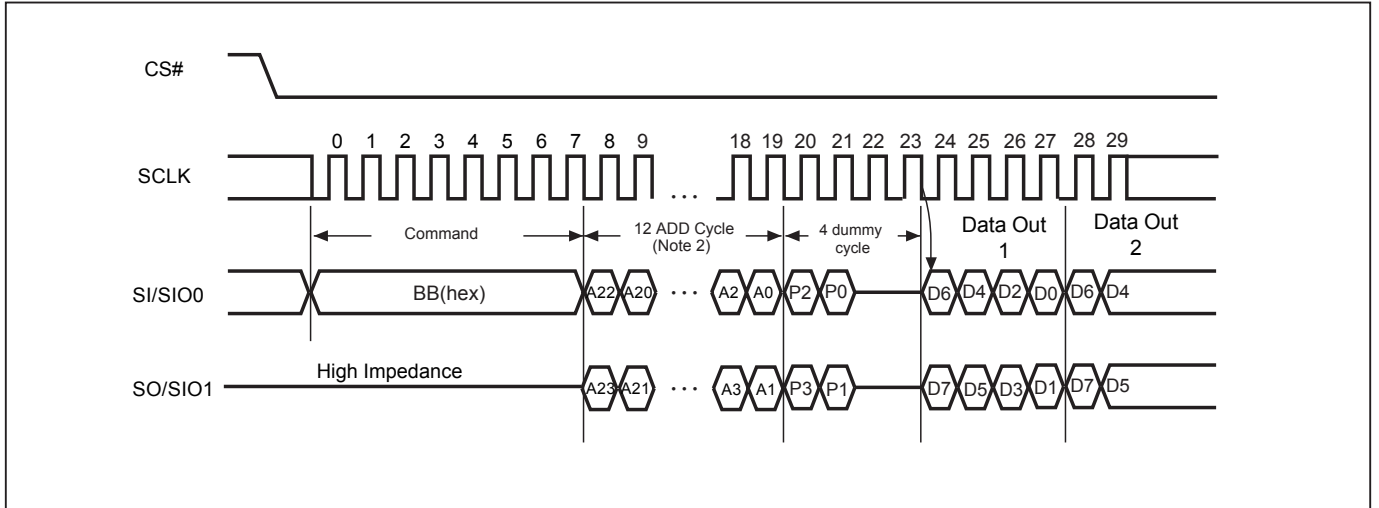 CS#
0 1 2 3 4 5 6 7 8 9 18 19 20 21 22 23 24 25 26 27 28 29
SCLK
...
Command
12 ADD Cycle
(Note 2)
4 dummy
cycle
Data Out
1
Data Out
2
SI/SIO0 BB(hex) A22 A20 ... A2 A0 P2 P0 D6 D4 D2 D0 D6 D4
High Impedance
SO/SIO1 A23 A21 ... A3 A1 P3 P1 D7 D5 D3 D1 D7 D5